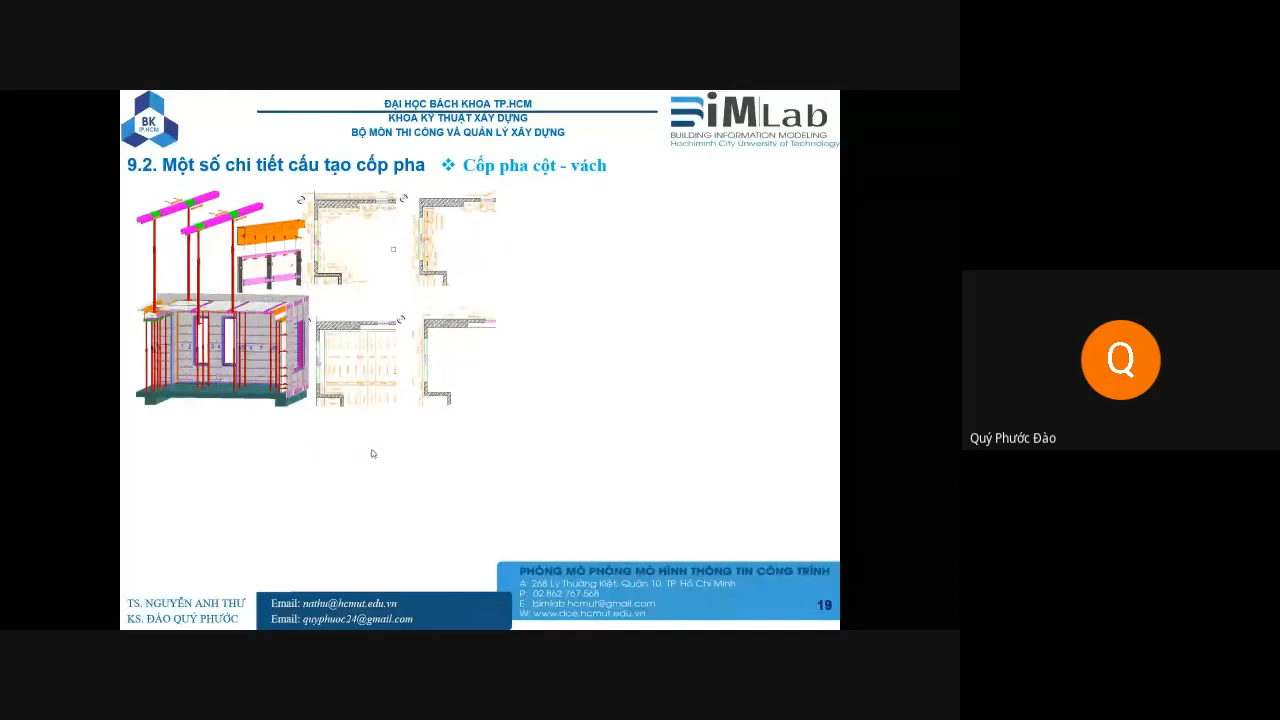 ĐẠI HỌC BÁCH KHOA TP.HCM
KHOA KỸ THUẬT XÂY DỰNG
BỘ MÔN THI CÔNG VÀ QUẢN LÝ XÂY DỰNG
BK
TP.HCM
BiMLab
BUILDING INFORMATION MODELING
Hochiminh City University of Technology
9.2. Một số chi tiết cấu tạo cốp pha ❖ Cốp pha cột - vách
Q
Quý Phước Đào
PHÒNG MÔ PHỎNG MÔ HÌNH THÔNG TIN CÔNG TRÌNH
A: 268 Lý Thường Kiệt, Quận 10, TP Hồ Chí Minh
P: 02.862.767.568
E: bimlab.hcmut@gmail.com
W: www.dce.hcmut.edu.vn
19
TS. NGUYỄN ANH THƯ
KS. ĐÀO QUÝ PHƯỚC
Email: nathu@hcmut.edu.vn
Email: quyphuoc24@gmail.com